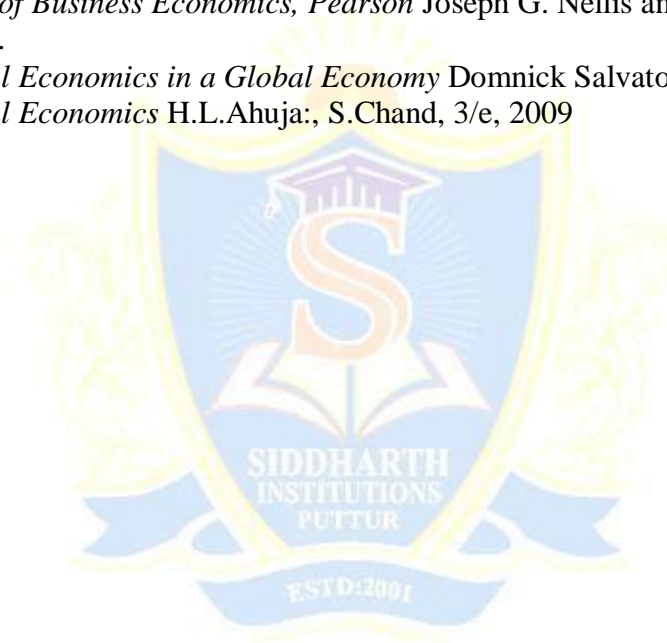 of Business Economics, Pearson Joseph G. Nellis an
.
l Economics in a Global Economy Domnick Salvato
l Economics H.L.Ahuja:, S.Chand, 3/e, 2009
S
SIDDHARTH
INSTITUTIONS
PUTTUR
ESTD:2001